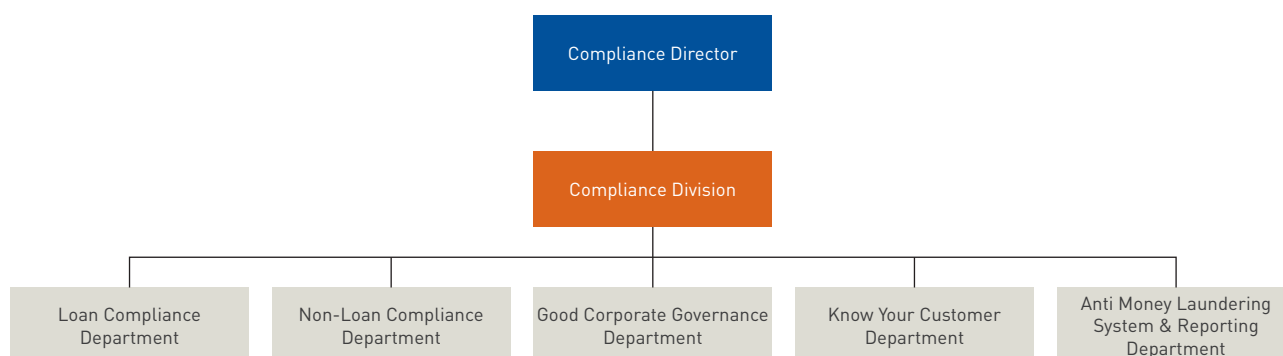 Compliance Director
Compliance Division
Loan Compliance
Department
Non-Loan Compliance
Department
Good Corporate Governance
Department
Know Your Customer
Department
Anti Money Laundering
System & Reporting
Department